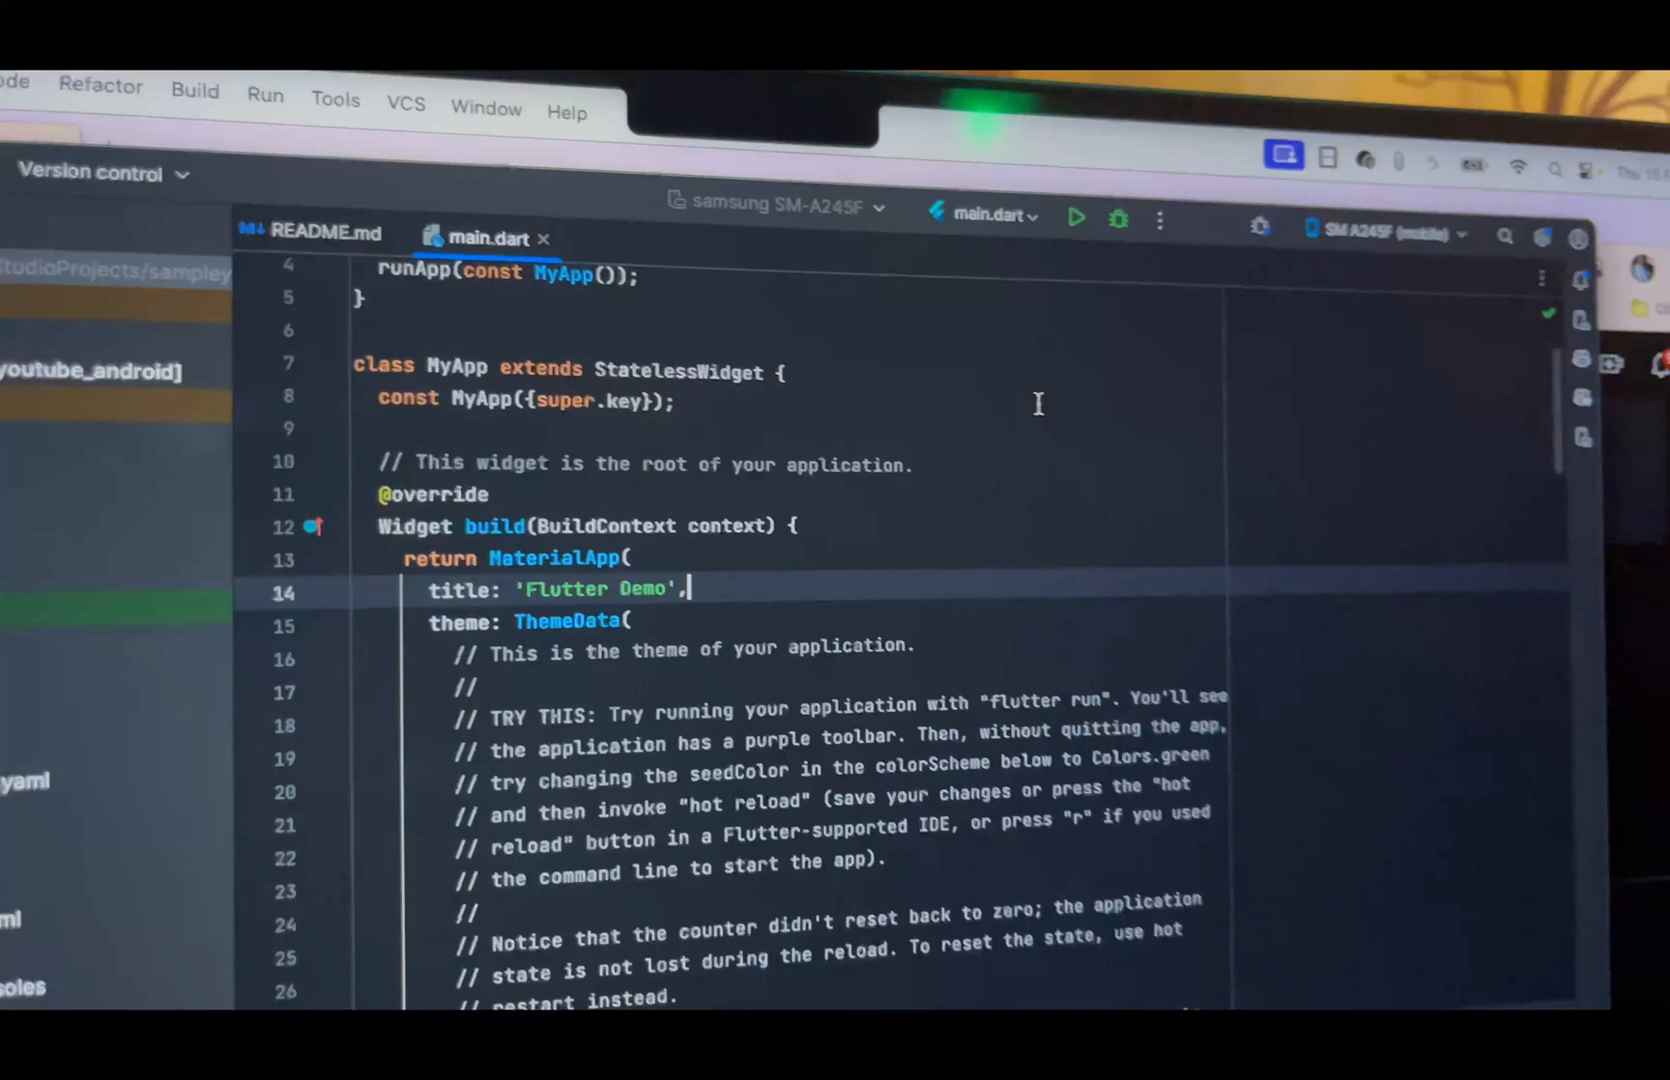 Refactor Build Run Tools VCS Window Help
Version control
samsung SM-A245F
main.dart
SM A245F (mobile)
README.md
main.dart
StudioProjects/sampley
youtube_android]
yaml
4 runApp(const MyApp());
5 }
6
7 class MyApp extends StatelessWidget {
8 const MyApp({super.key});
9
10 // This widget is the root of your application.
11 @override
12 Widget build(BuildContext context) {
13 return MaterialApp(
14 title: 'Flutter Demo',
15 theme: ThemeData(
16 // This is the theme of your application.
17 //
18 // TRY THIS: Try running your application with "flutter run". You'll see
19 // the application has a purple toolbar. Then, without quitting the app,
20 // try changing the seedColor in the colorScheme below to Colors.green
21 // and then invoke "hot reload" (save your changes or press the "hot
22 // reload" button in a Flutter-supported IDE, or press "r" if you used
23 // the command line to start the app).
24 //
25 // Notice that the counter didn't reset back to zero; the application
26 // state is not lost during the reload. To reset the state, use hot
// restart instead.